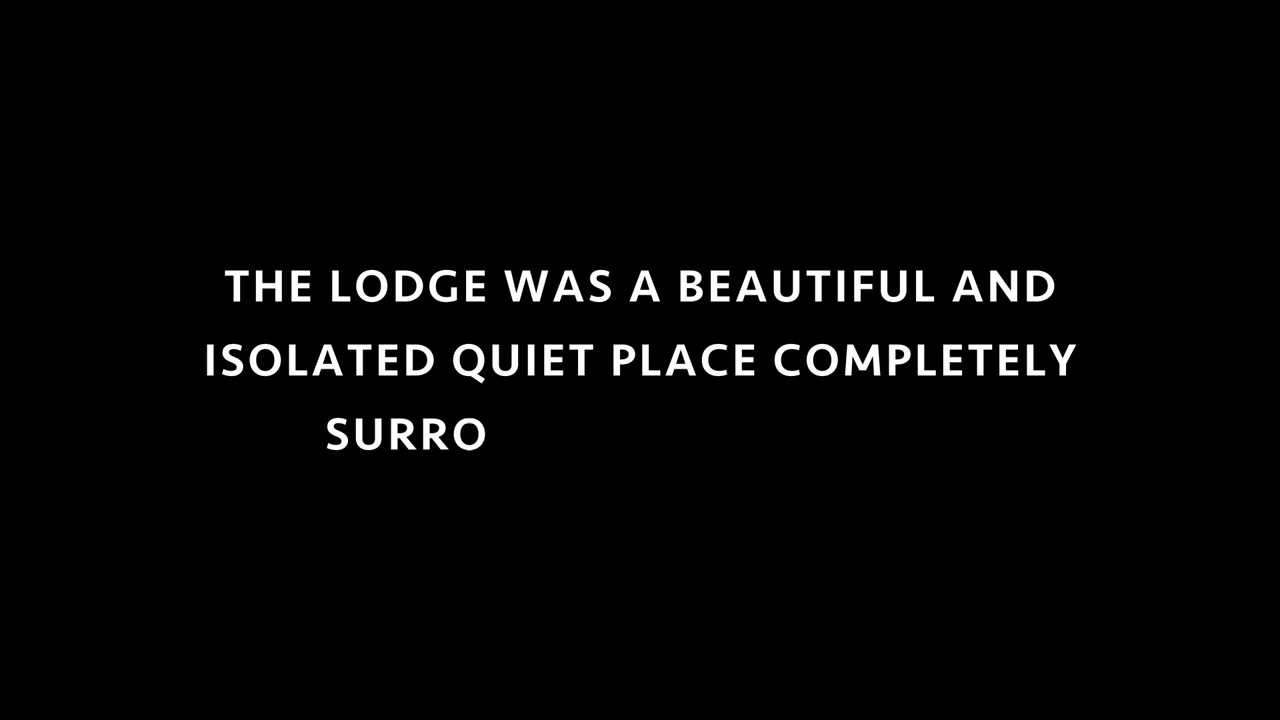 THE LODGE WAS A BEAUTIFUL AND
ISOLATED QUIET PLACE COMPLETELY
SURRO